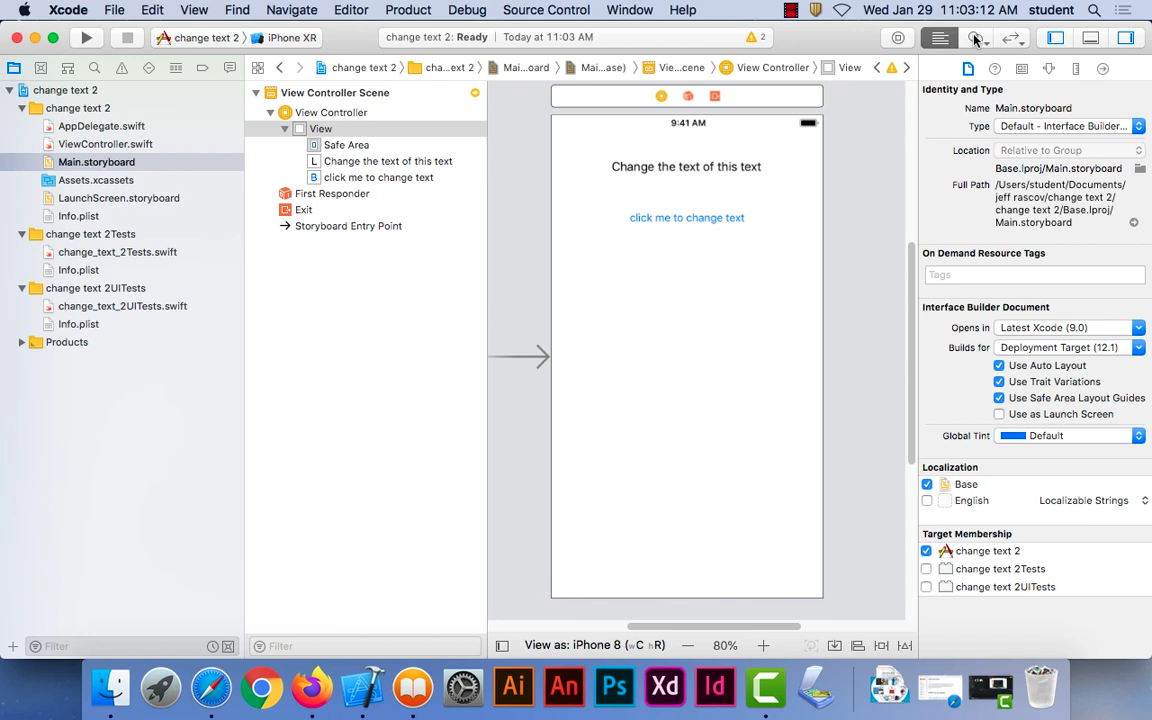 Xcode File Edit View Find Navigate Editor Product Debug Source Control Window Help Wed Jan 29 11:03:12 AM student
change text 2 iPhone XR change text 2: Ready Today at 11:03 AM 2
change text 2 cha...ext 2 Mai...oard Mai...ase) Vie...cene View Controller View
change text 2
change text 2
AppDelegate.swift
ViewController.swift
Main.storyboard
Assets.xcassets
LaunchScreen.storyboard
Info.plist
change text 2Tests
change_text_2Tests.swift
Info.plist
change text 2UITests
change_text_2UITests.swift
Info.plist
Products
Filter
View Controller Scene
View Controller
View
Safe Area
L Change the text of this text
B click me to change text
First Responder
Exit
Storyboard Entry Point
Filter
9:41 AM
Change the text of this text
click me to change text
View as: iPhone 8 (wC hR) 80%
Identity and Type
Name Main.storyboard
Type Default - Interface Builder...
Location Relative to Group
Base.lproj/Main.storyboard
Full Path /Users/student/Documents/
jeff rascov/change text 2/
change text 2/Base.lproj/
Main.storyboard
On Demand Resource Tags
Tags
Interface Builder Document
Opens in Latest Xcode (9.0)
Builds for Deployment Target (12.1)
Use Auto Layout
Use Trait Variations
Use Safe Area Layout Guides
Use as Launch Screen
Global Tint Default
Localization
Base
English Localizable Strings
Target Membership
change text 2
change text 2Tests
change text 2UITests
Ai An Ps Xd Id C